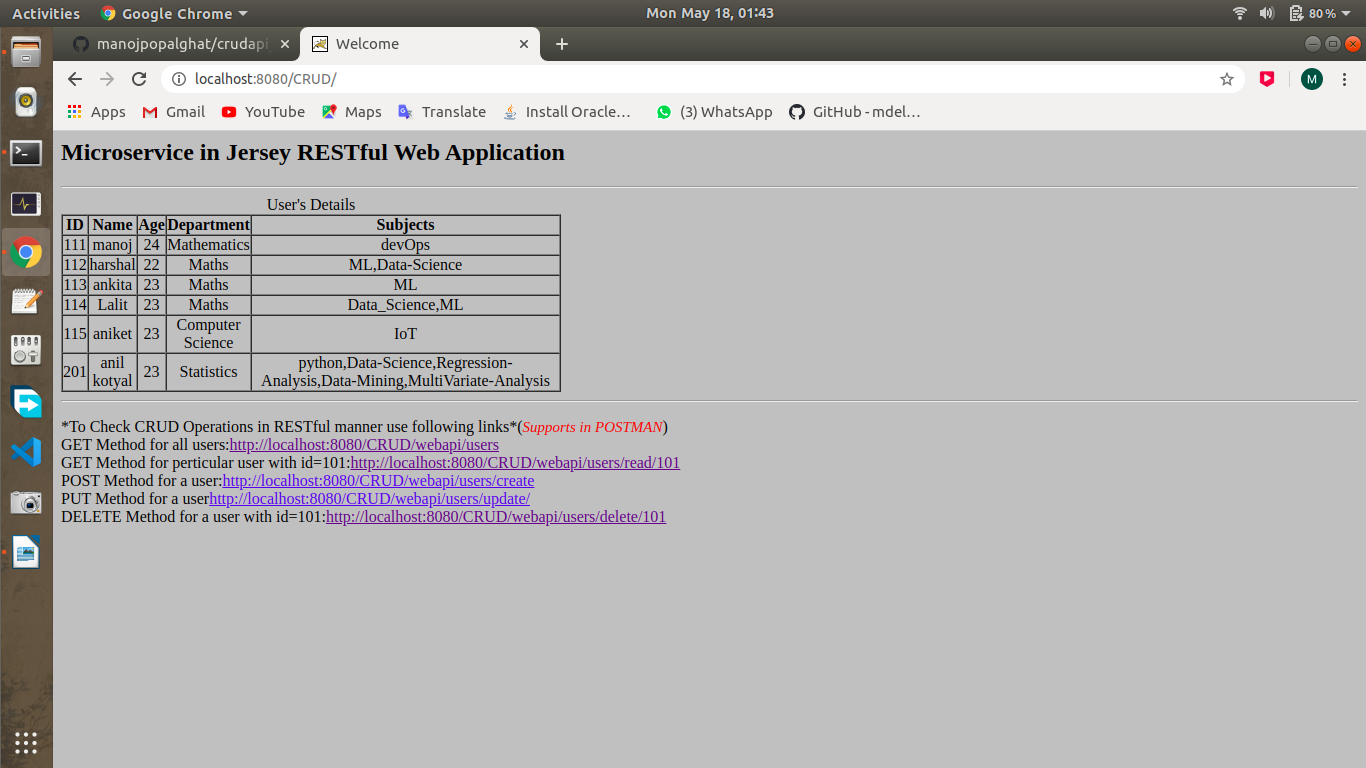 Activities Google Chrome Mon May 18, 01:43 80%
manojpopalghat/crudapi Welcome
localhost:8080/CRUD/ M
Apps Gmail YouTube Maps Translate Install Oracle… (3) WhatsApp GitHub - mdel…
Microservice in Jersey RESTful Web Application
User's Details
ID Name Age Department Subjects
111 manoj 24 Mathematics devOps
112 harshal 22 Maths ML,Data-Science
113 ankita 23 Maths ML
114 Lalit 23 Maths Data_Science,ML
115 aniket 23 Computer Science IoT
201 anil kotyal 23 Statistics python,Data-Science,Regression-
Analysis,Data-Mining,MultiVariate-Analysis
*To Check CRUD Operations in RESTful manner use following links*(Supports in POSTMAN)
GET Method for all users:http://localhost:8080/CRUD/webapi/users
GET Method for perticular user with id=101:http://localhost:8080/CRUD/webapi/users/read/101
POST Method for a user:http://localhost:8080/CRUD/webapi/users/create
PUT Method for a userhttp://localhost:8080/CRUD/webapi/users/update/
DELETE Method for a user with id=101:http://localhost:8080/CRUD/webapi/users/delete/101